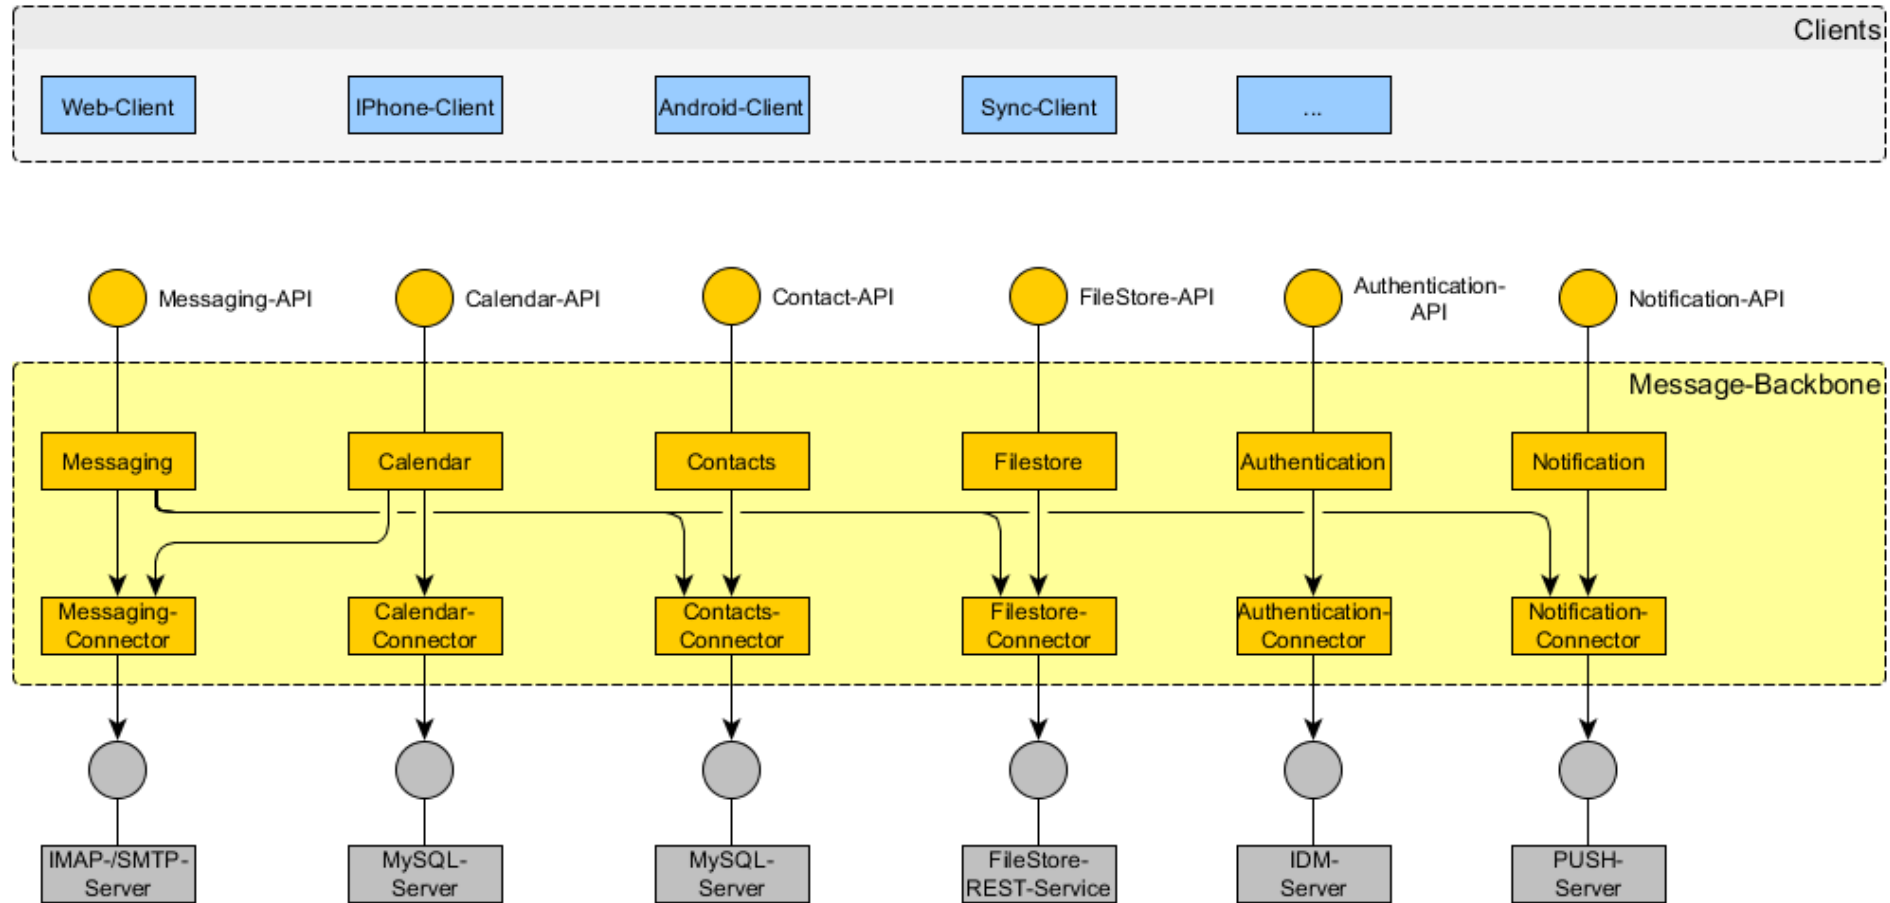 Clients
Web-Client
IPhone-Client
Android-Client
Sync-Client
...
Messaging-API
Calendar-API
Contact-API
FileStore-API
Authentication-
API
Notification-API
Message-Backbone
Messaging
Calendar
Contacts
Filestore
Authentication
Notification
Messaging-
Connector
Calendar-
Connector
Contacts-
Connector
Filestore-
Connector
Authentication-
Connector
Notification-
Connector
IMAP-/SMTP-
Server
MySQL-
Server
MySQL-
Server
FileStore-
REST-Service
IDM-
Server
PUSH-
Server